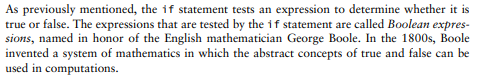 As previously mentioned, the if statement tests an expression to determine whether it is
true or false. The expressions that are tested by the if statement are called Boolean expres-
sions, named in honor of the English mathematician George Boole. In the 1800s, Boole
invented a system of mathematics in which the abstract concepts of true and false can be
used in computations.